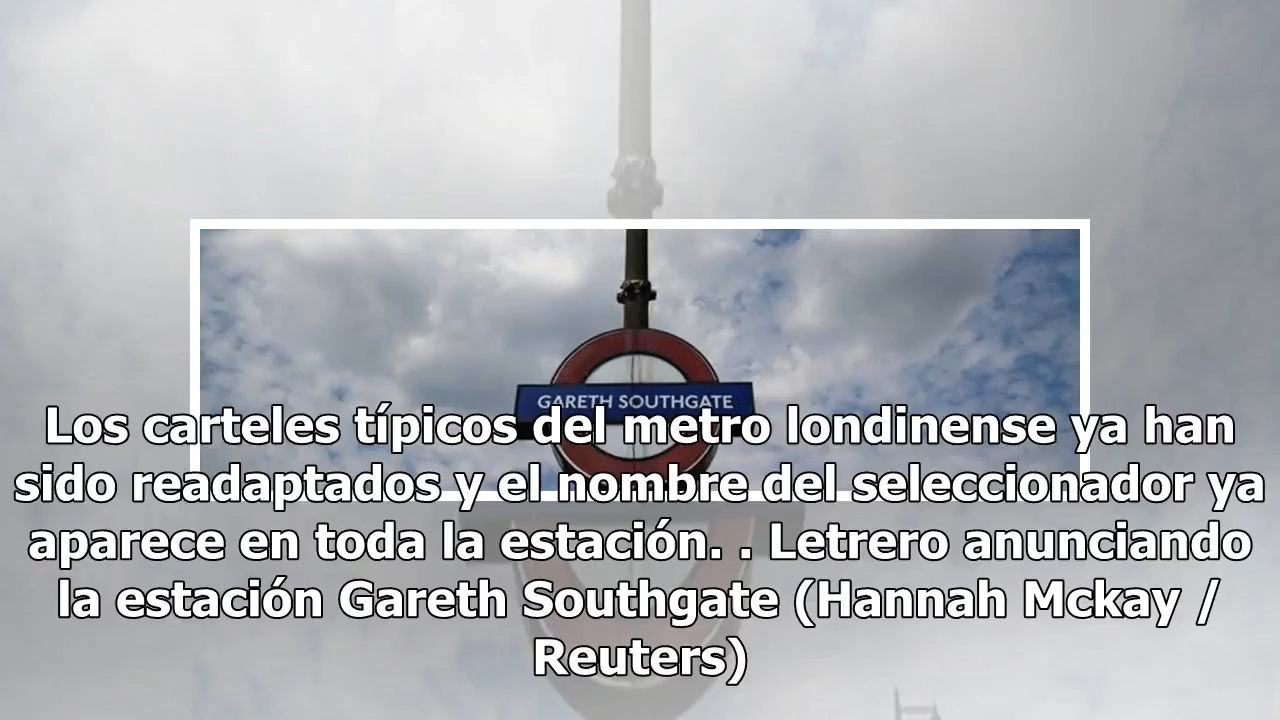 GARETH SOUTHGATE
Los carteles típicos del metro londinense ya han
sido readaptados y el nombre del seleccionador ya
aparece en toda la estación. . Letrero anunciando
la estación Gareth Southgate (Hannah Mckay /
Reuters)